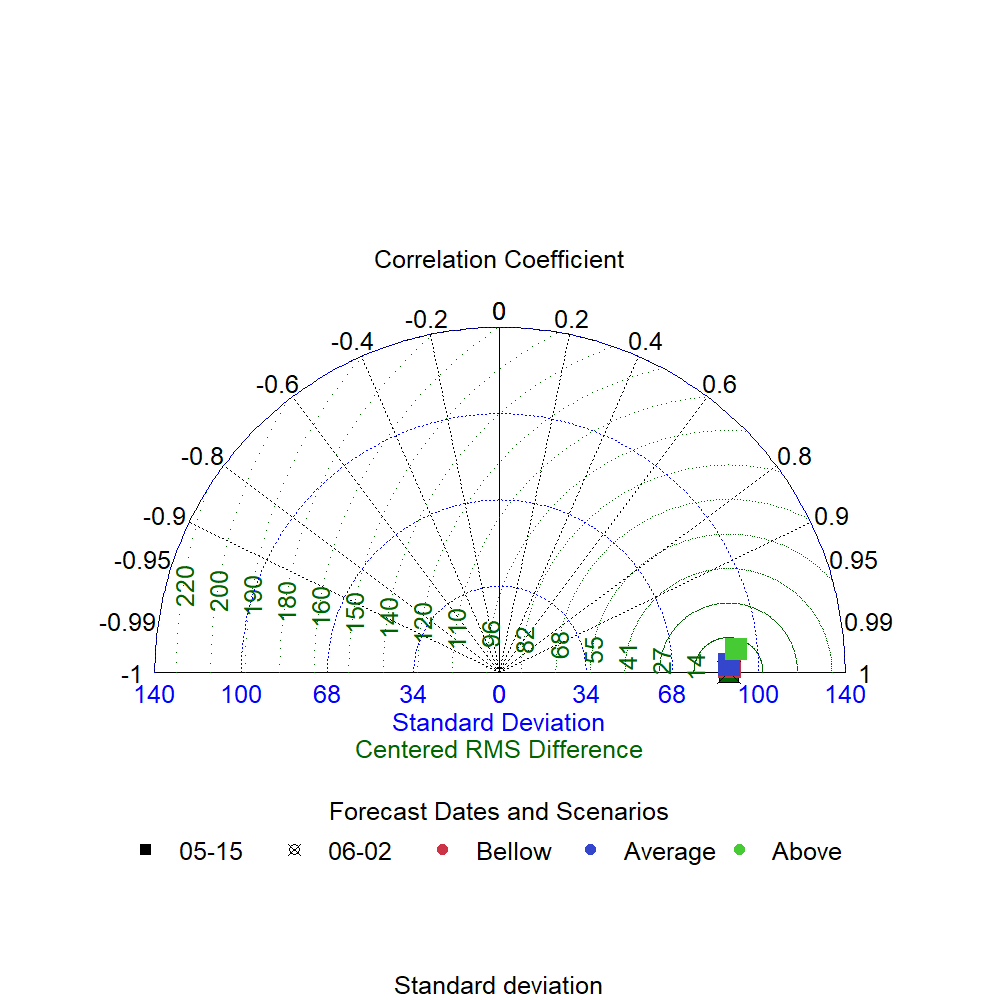 Correlation Coefficient
0
-0.2 0.2
-0.4 0.4
-0.6 0.6
-0.8 0.8
-0.9 0.9
-0.95 0.95
-0.99 0.99
220 200 190 180 160 150 140 120 110 96 82 68 55 41 27 14
-1 1
140 100 68 34 0 34 68 100 140
Standard Deviation
Centered RMS Difference
Forecast Dates and Scenarios
05-15 06-02 Bellow Average Above
Standard deviation